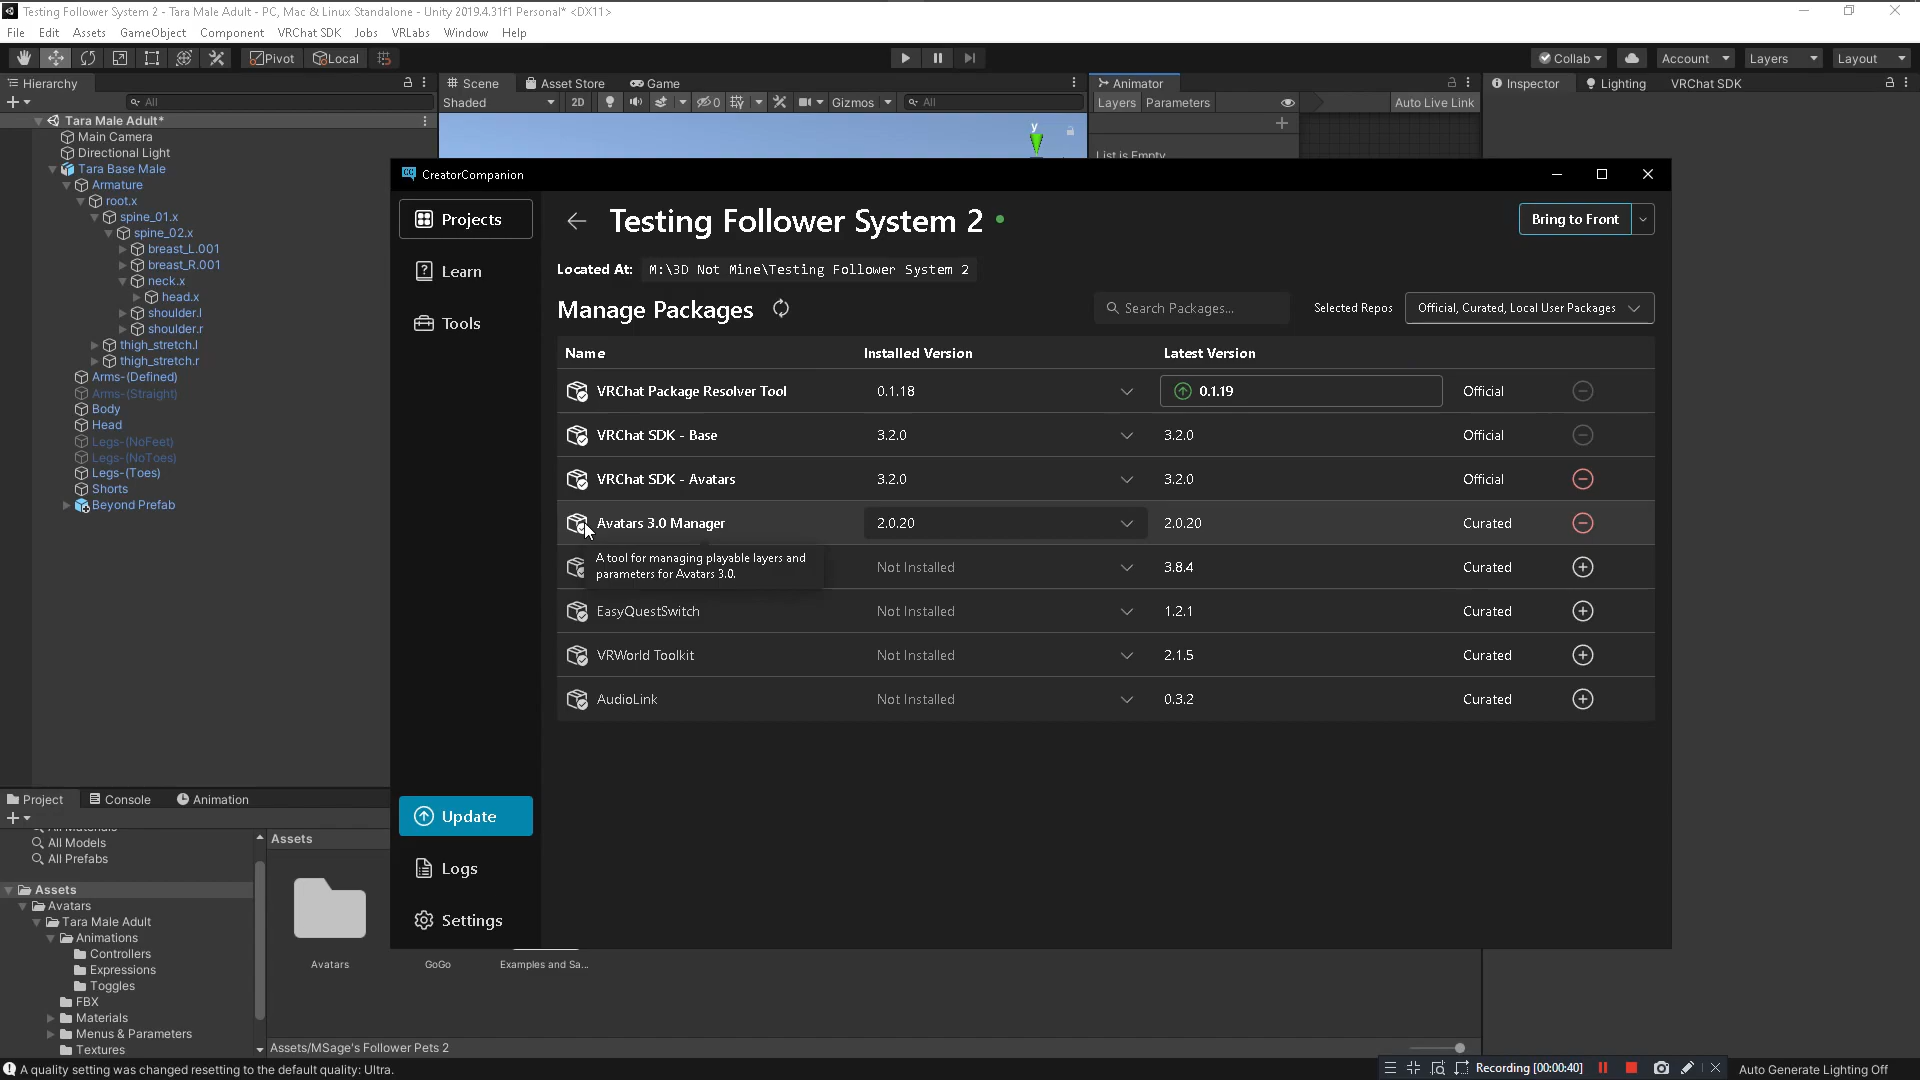 Testing Follower System 2 - Tara Male Adult - PC, Mac & Linux Standalone - Unity 2019.4.31f1 Personal* <DX11>
File Edit Assets GameObject Component VRChat SDK Jobs VRLabs Window Help
Pivot Local Collab Account Layers Layout
Hierarchy Scene Asset Store Game Animator Inspector Lighting VRChat SDK
All Shaded 2D 0 Gizmos All Layers Parameters Auto Live Link
Tara Male Adult*
Main Camera
Directional Light
Tara Base Male
Armature
root.x
spine_01.x
spine_02.x
breast_L.001
breast_R.001
neck.x
head.x
shoulder.l
shoulder.r
thigh_stretch.l
thigh_stretch.r
Arms-(Defined)
Arms-(Straight)
Body
Head
Legs-(NoFeet)
Legs-(NoToes)
Legs-(Toes)
Shorts
Beyond Prefab
y
List is Empty
CreatorCompanion
Projects
Learn
Tools
Update
Logs
Settings
Testing Follower System 2
Bring to Front
Located At: M:\3D Not Mine\Testing Follower System 2
Manage Packages
Search Packages...
Selected Repos
Official, Curated, Local User Packages
Name Installed Version Latest Version
VRChat Package Resolver Tool 0.1.18 0.1.19 Official
VRChat SDK - Base 3.2.0 3.2.0 Official
VRChat SDK - Avatars 3.2.0 3.2.0 Official
Avatars 3.0 Manager 2.0.20 2.0.20 Curated
A tool for managing playable layers and
parameters for Avatars 3.0.
Not Installed 3.8.4 Curated
EasyQuestSwitch Not Installed 1.2.1 Curated
VRWorld Toolkit Not Installed 2.1.5 Curated
AudioLink Not Installed 0.3.2 Curated
Project Console Animation
All Models
All Prefabs
Assets
Avatars
Tara Male Adult
Animations
Controllers
Expressions
Toggles
FBX
Materials
Menus & Parameters
Textures
Assets
Avatars
GoGo
Examples and Sa...
Assets/MSage's Follower Pets 2
A quality setting was changed resetting to the default quality: Ultra.
Recording [00:00:40]
Auto Generate Lighting Off